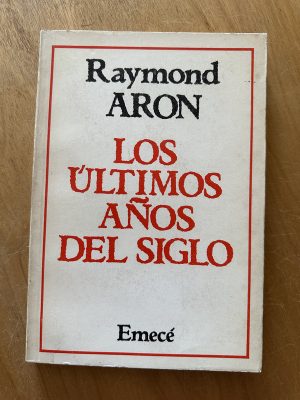 Raymond
ARON
LOS
ÚLTIMOS
AÑOS
DEL SIGLO
Emecé